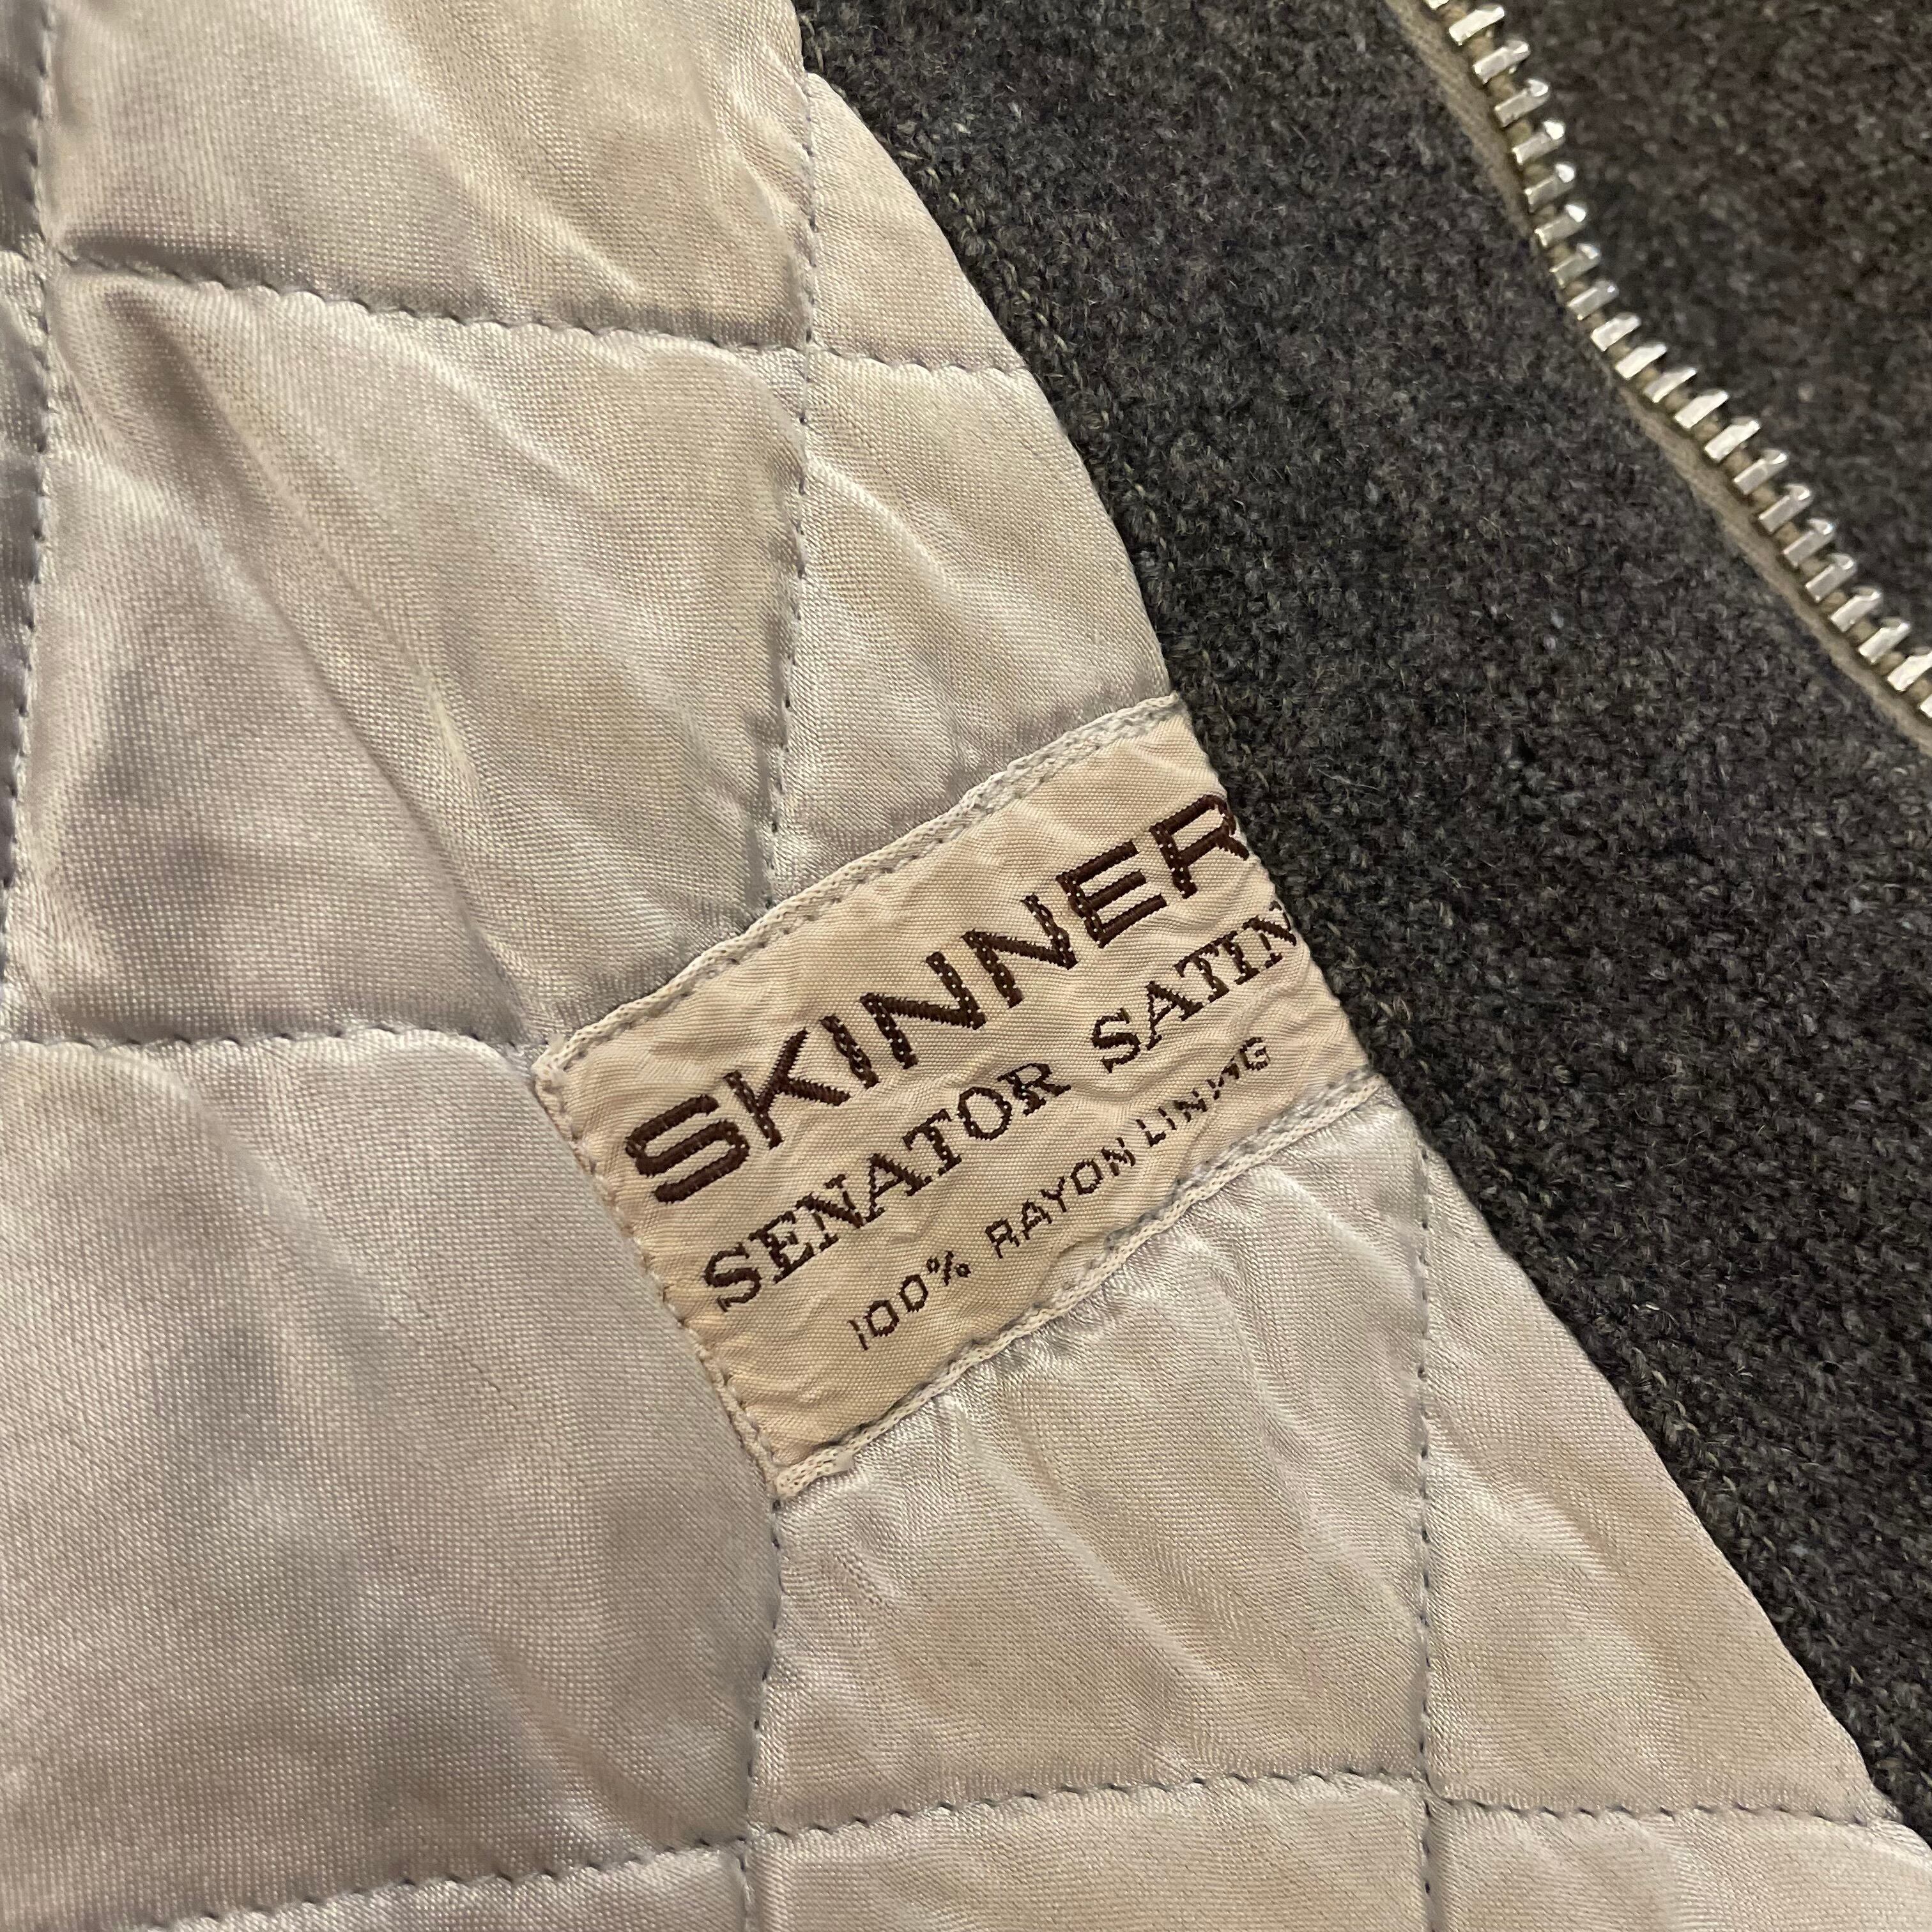 SKINNER
SENATOR SATIN
100% RAYON LINING